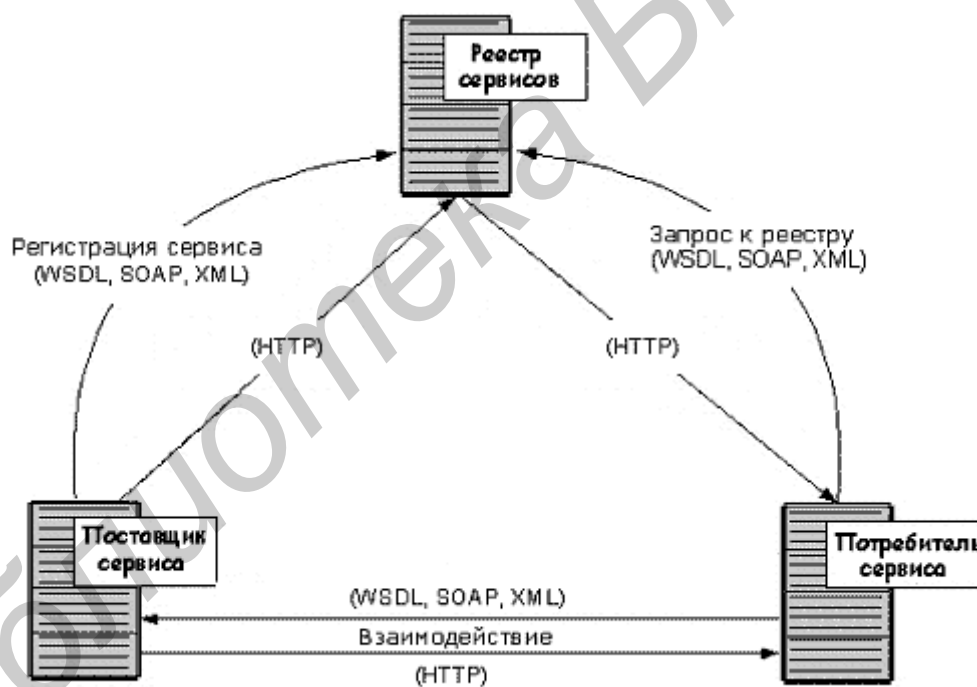 Реестр
сервисов
Регистрация сервиса
(WSDL, SOAP, XML)
Запрос к реестру
(WSDL, SOAP, XML)
(HTTP)
(HTTP)
Поставщик
сервиса
Потребитель
сервиса
(WSDL, SOAP, XML)
Взаимодействие
(HTTP)